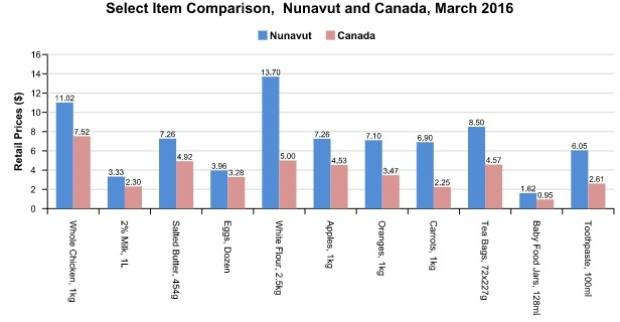 Select Item Comparison, Nunavut and Canada, March 2016
Nunavut
Canada
Retail Prices ($)
16
14
12
10
8
6
4
2
0
11.02
7.52
3.33
2.30
7.26
4.92
3.96
3.28
13.70
5.00
7.26
4.53
7.10
3.47
6.90
2.25
8.50
4.57
1.62
0.95
6.05
2.61
Whole Chicken, 1kg
2% Milk, 1L
Salted Butter, 454g
Eggs, Dozen
White Flour, 2.5kg
Apples, 1kg
Oranges, 1kg
Carrots, 1kg
Tea Bags, 72x227g
Baby Food Jars, 128ml
Toothpaste, 100ml